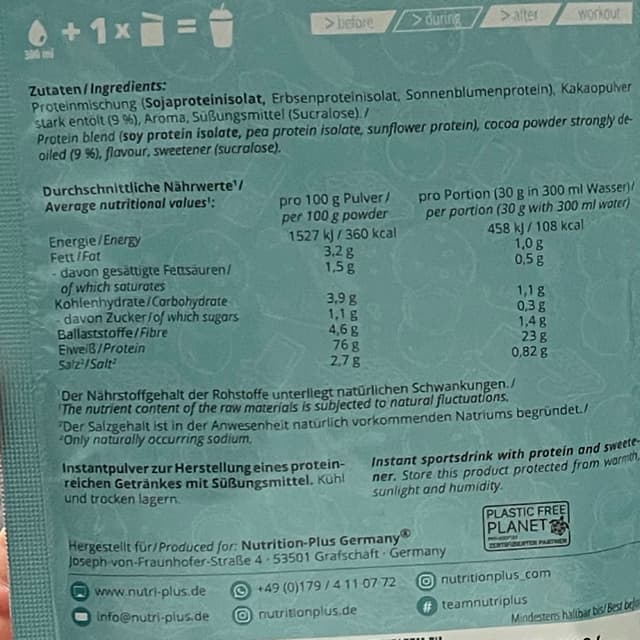 300 ml
+ 1 x =
> before > during > after workout
Zutaten/Ingredients:
Proteinmischung (Sojaproteinisolat, Erbsenproteinisolat, Sonnenblumenprotein), Kakaopulver
stark entölt (9 %), Aroma, Süßungsmittel (Sucralose)./
Protein blend (soy protein isolate, pea protein isolate, sunflower protein), cocoa powder strongly de-
oiled (9 %), flavour, sweetener (sucralose).
Durchschnittliche Nährwerte¹/ pro 100 g Pulver/ pro Portion (30 g in 300 ml Wasser)/
Average nutritional values¹: per 100 g powder per portion (30 g with 300 ml water)
Energie/Energy 1527 kJ / 360 kcal 458 kJ / 108 kcal
Fett/Fat 3,2 g 1,0 g
- davon gesättigte Fettsäuren/ 1,5 g 0,5 g
of which saturates
Kohlenhydrate/Carbohydrate 3,9 g 1,1 g
- davon Zucker/of which sugars 1,1 g 0,3 g
Ballaststoffe/Fibre 4,6 g 1,4 g
Eiweiß/Protein 76 g 23 g
Salz²/Salt² 2,7 g 0,82 g
¹Der Nährstoffgehalt der Rohstoffe unterliegt natürlichen Schwankungen./
¹The nutrient content of the raw materials is subjected to natural fluctuations.
²Der Salzgehalt ist in der Anwesenheit natürlich vorkommenden Natriums begründet./
²Only naturally occurring sodium.
Instantpulver zur Herstellung eines protein-
reichen Getränkes mit Süßungsmittel. Kühl
und trocken lagern.
Instant sportsdrink with protein and sweete-
ner. Store this product protected from warmth,
sunlight and humidity.
PLASTIC FREE
PLANET
ZERTIFIZIERTER PARTNER
Hergestellt für/Produced for: Nutrition-Plus Germany®
Joseph-von-Fraunhofer-Straße 4 · 53501 Grafschaft · Germany
www.nutri-plus.de +49 (0)179 / 4 11 07 72 nutritionplus_com
info@nutri-plus.de nutritionplus.de # teamnutriplus
Mindestens haltbar bis/Best before